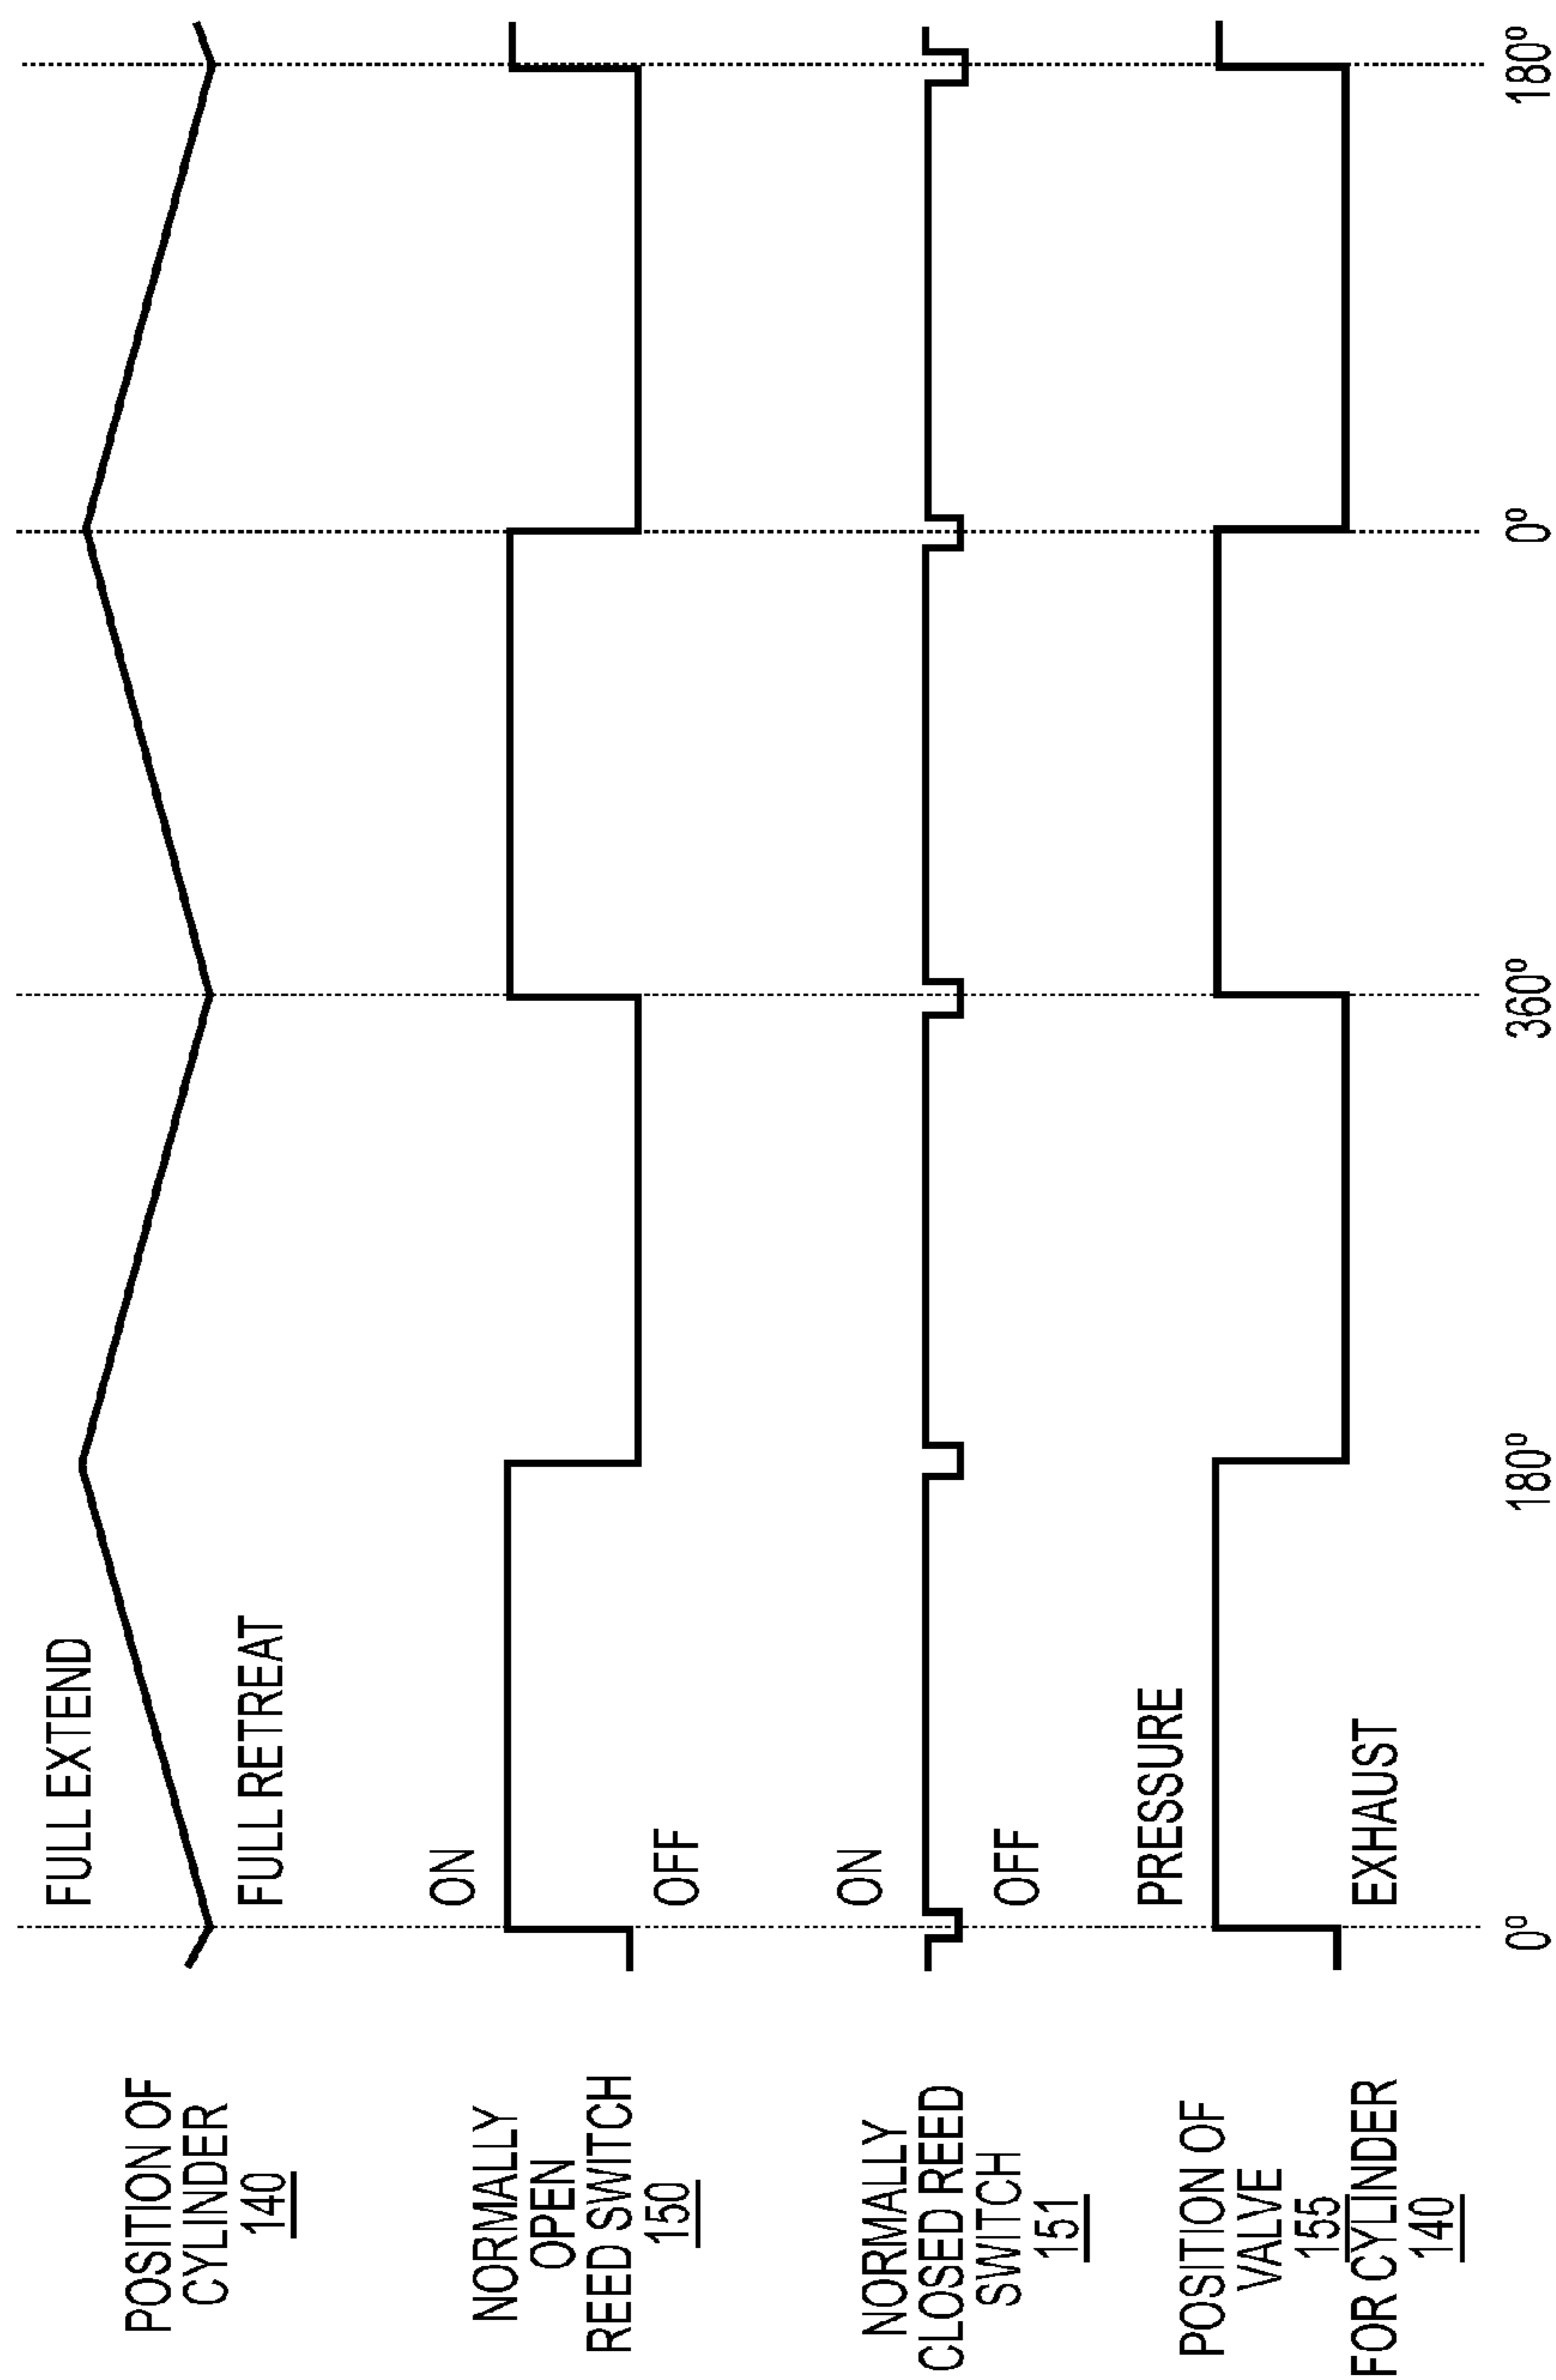 POSITION OF
CYLINDER
140
FULL EXTEND
FULL RETREAT
NORMALLY
OPEN
REED SWITCH
150
ON
OFF
NORMALLY
CLOSED REED
SWITCH
151
ON
OFF
POSITION OF
VALVE
155
FOR CYLINDER
140
PRESSURE
EXHAUST
0° 180° 360° 0° 180°